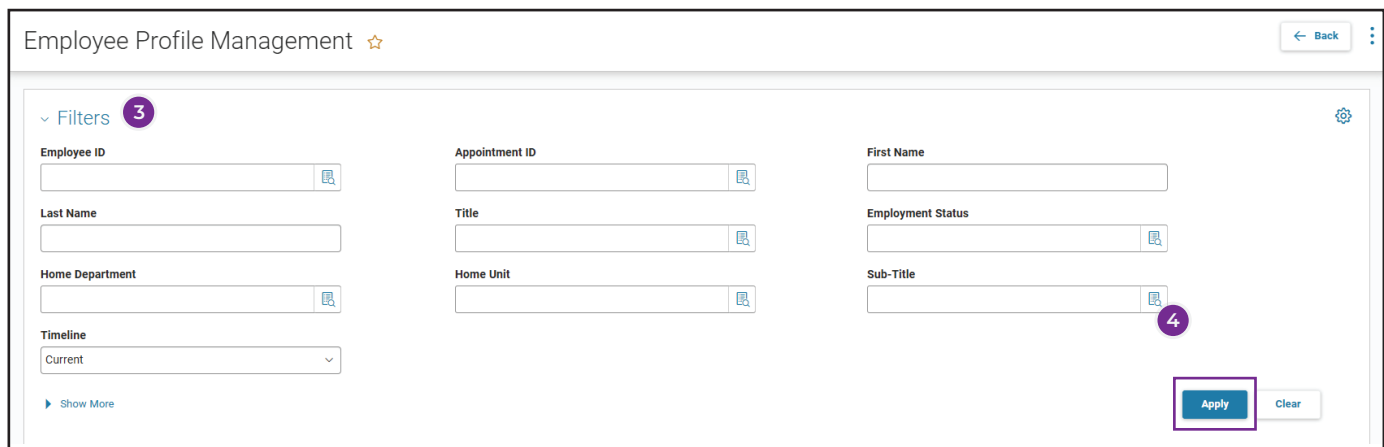 Employee Profile Management
Back
Filters 3
Employee ID Appointment ID First Name
Last Name Title Employment Status
Home Department Home Unit Sub-Title
4
Timeline
Current
Show More Apply Clear